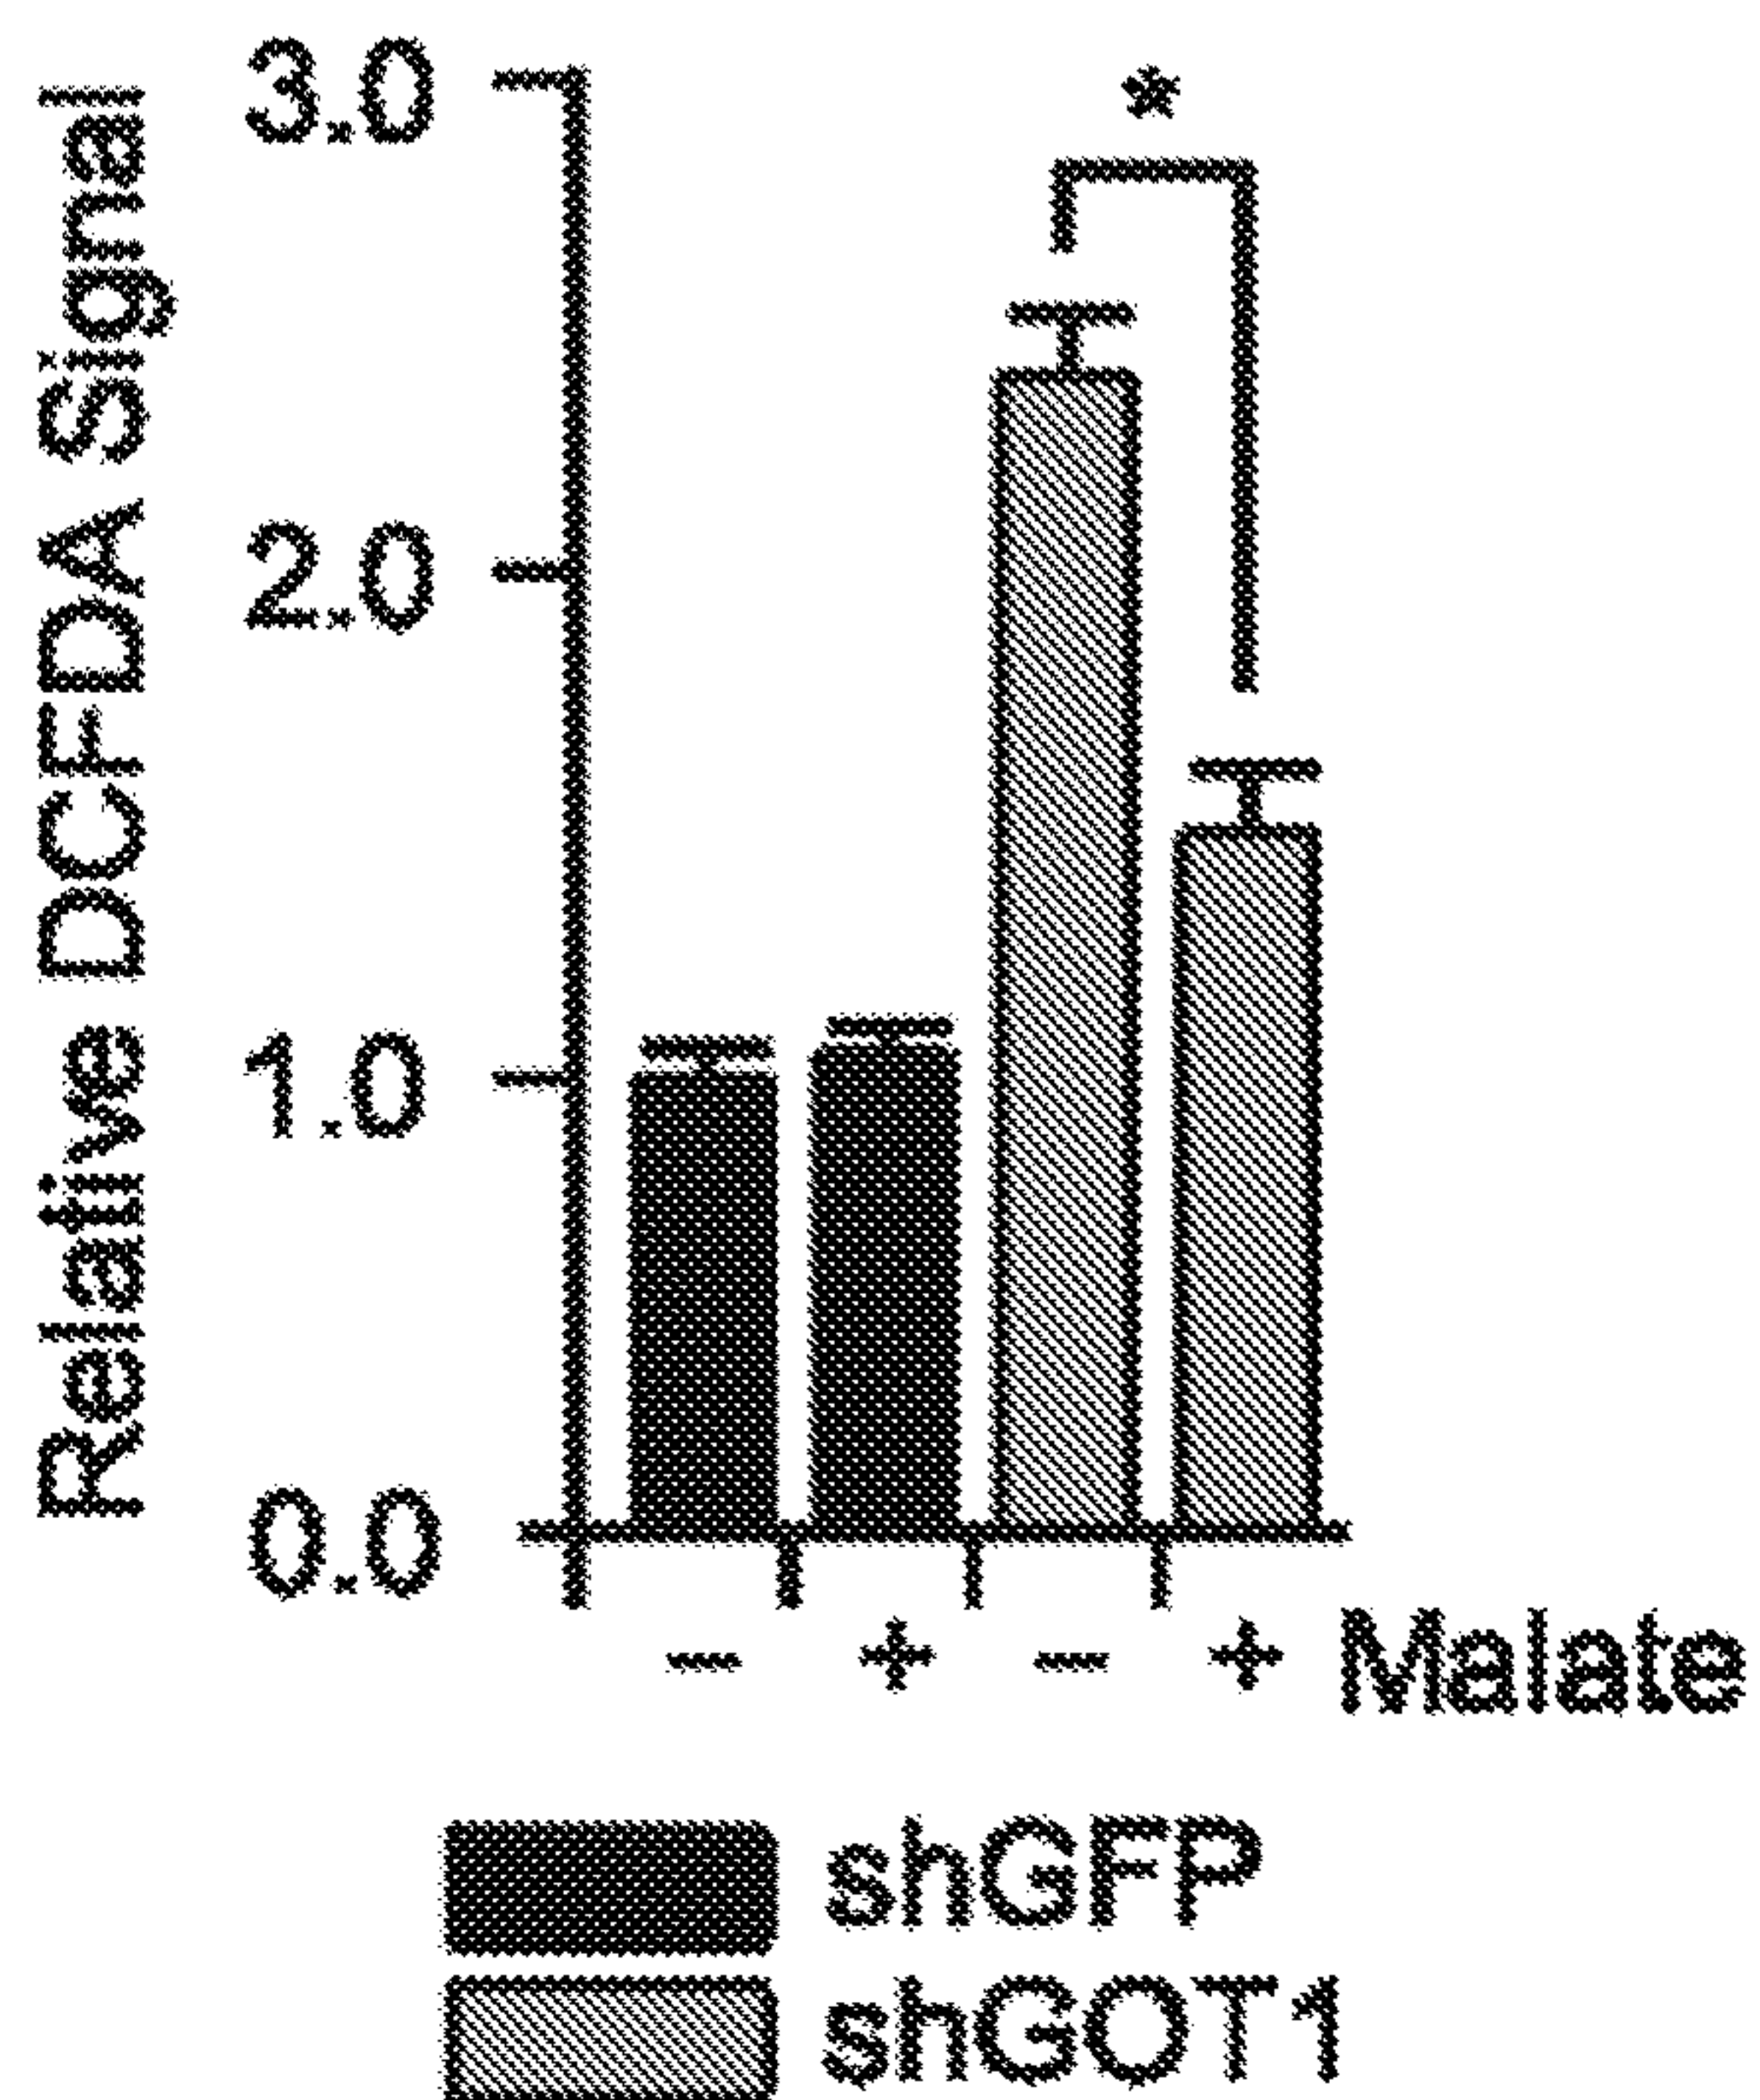 Relative DCFDA Signal
3.0
2.0
1.0
0.0
*
− + − + Malate
shGFP
shGOT1